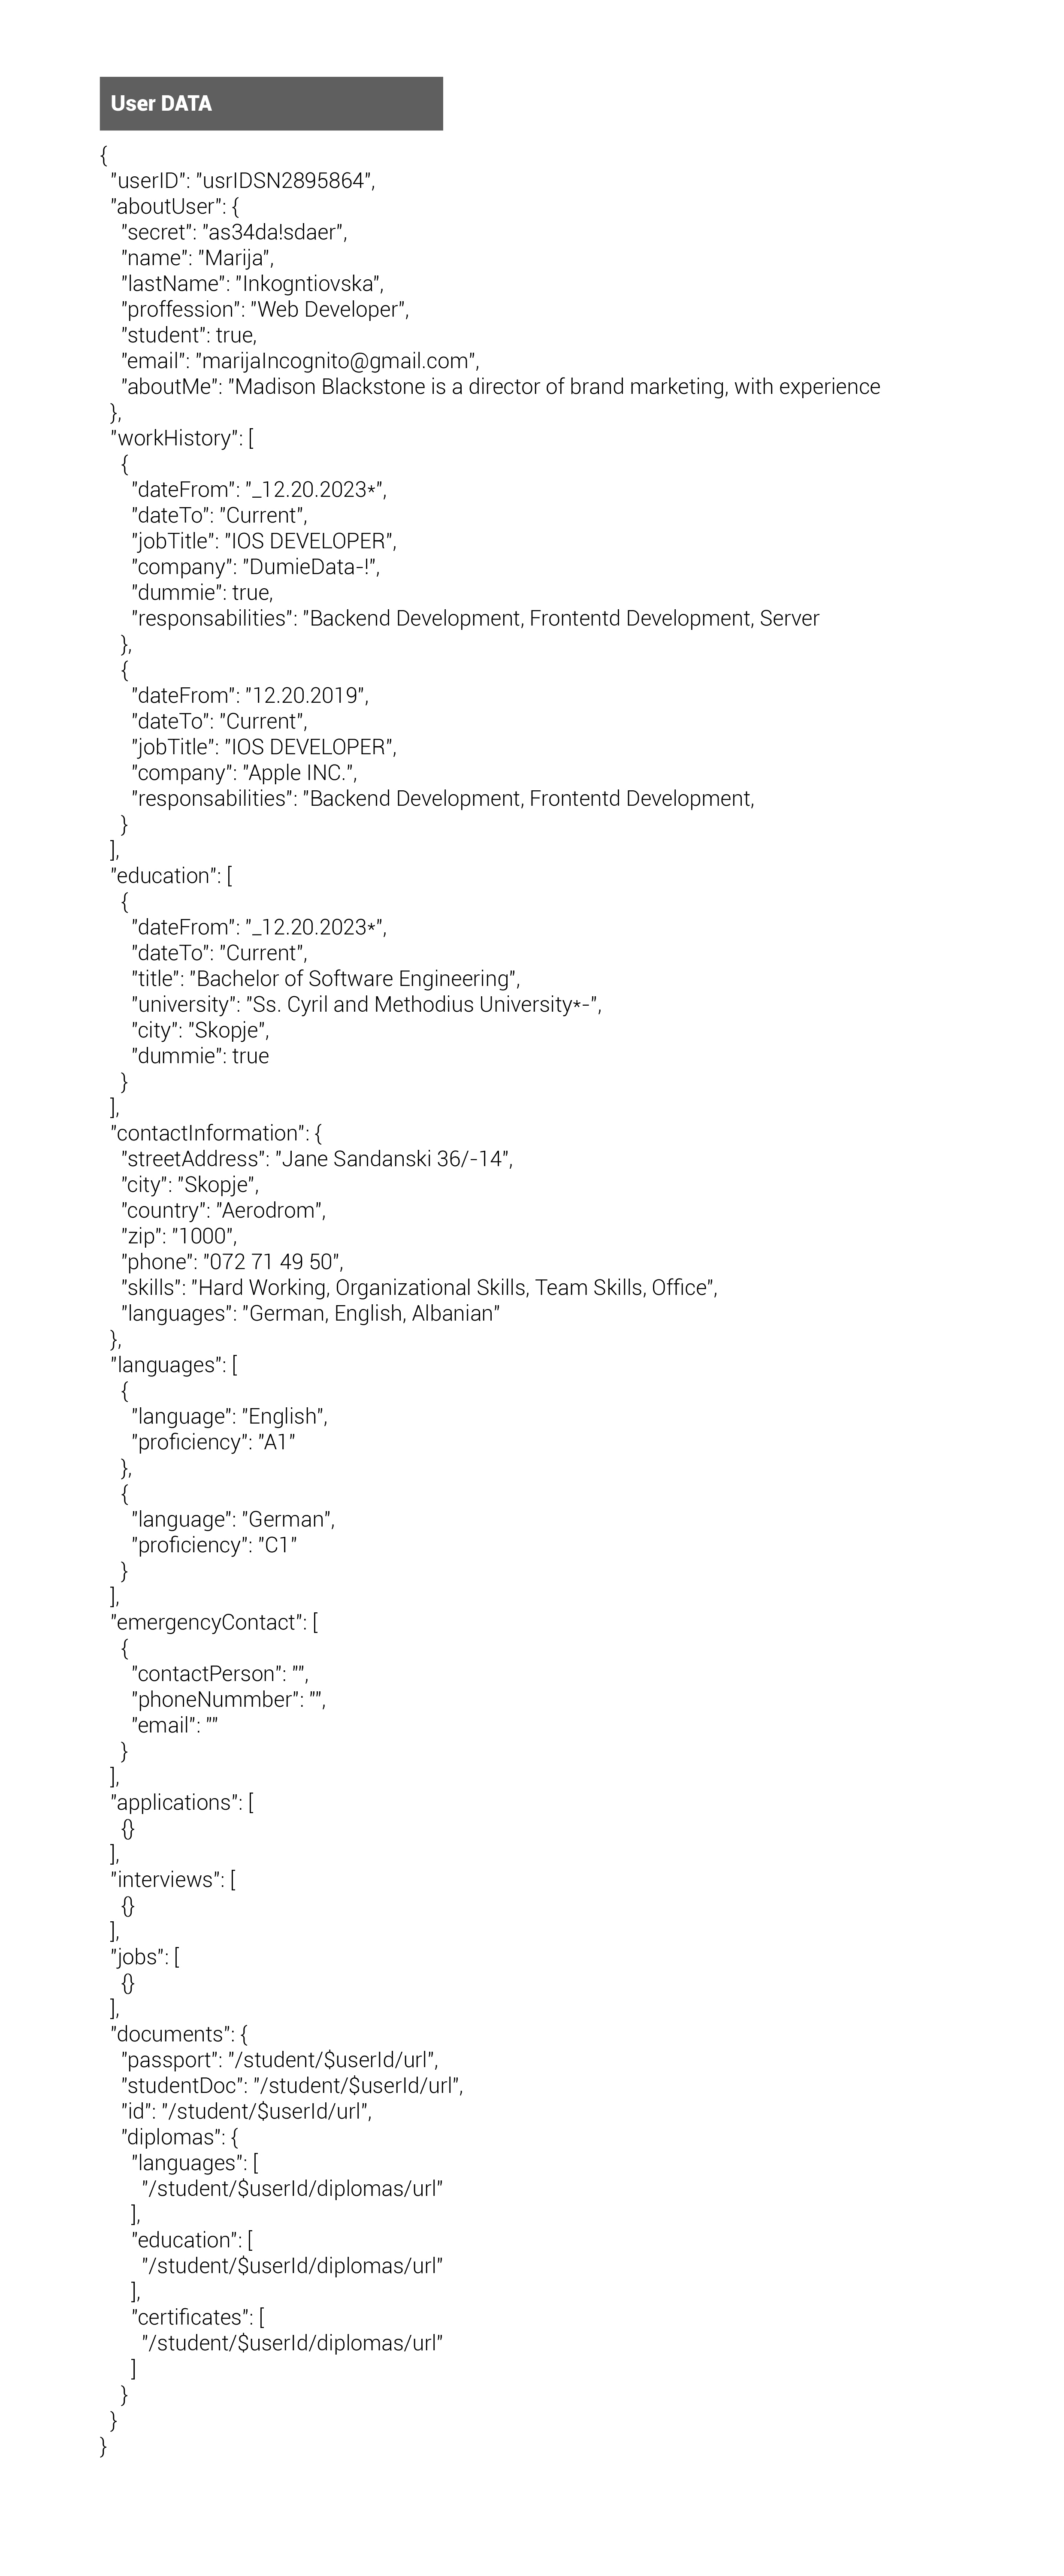 User DATA
{
"userID": "usrIDSN2895864",
"aboutUser": {
"secret": "as34da!sdaer",
"name": "Marija",
"lastName": "Inkogntiovska",
"proffession": "Web Developer",
"student": true,
"email": "marijaIncognito@gmail.com",
"aboutMe": "Madison Blackstone is a director of brand marketing, with experience
},
"workHistory": [
{
"dateFrom": "_12.20.2023*",
"dateTo": "Current",
"jobTitle": "IOS DEVELOPER",
"company": "DumieData-!",
"dummie": true,
"responsabilities": "Backend Development, Frontentd Development, Server
},
{
"dateFrom": "12.20.2019",
"dateTo": "Current",
"jobTitle": "IOS DEVELOPER",
"company": "Apple INC.",
"responsabilities": "Backend Development, Frontentd Development,
}
],
"education": [
{
"dateFrom": "_12.20.2023*",
"dateTo": "Current",
"title": "Bachelor of Software Engineering",
"university": "Ss. Cyril and Methodius University*-",
"city": "Skopje",
"dummie": true
}
],
"contactInformation": {
"streetAddress": "Jane Sandanski 36/-14",
"city": "Skopje",
"country": "Aerodrom",
"zip": "1000",
"phone": "072 71 49 50",
"skills": "Hard Working, Organizational Skills, Team Skills, Office",
"languages": "German, English, Albanian"
},
"languages": [
{
"language": "English",
"proficiency": "A1"
},
{
"language": "German",
"proficiency": "C1"
}
],
"emergencyContact": [
{
"contactPerson": "",
"phoneNummber": "",
"email": ""
}
],
"applications": [
{}
],
"interviews": [
{}
],
"jobs": [
{}
],
"documents": {
"passport": "/student/$userId/url",
"studentDoc": "/student/$userId/url",
"id": "/student/$userId/url",
"diplomas": {
"languages": [
"/student/$userId/diplomas/url"
],
"education": [
"/student/$userId/diplomas/url"
],
"certificates": [
"/student/$userId/diplomas/url"
]
}
}
}